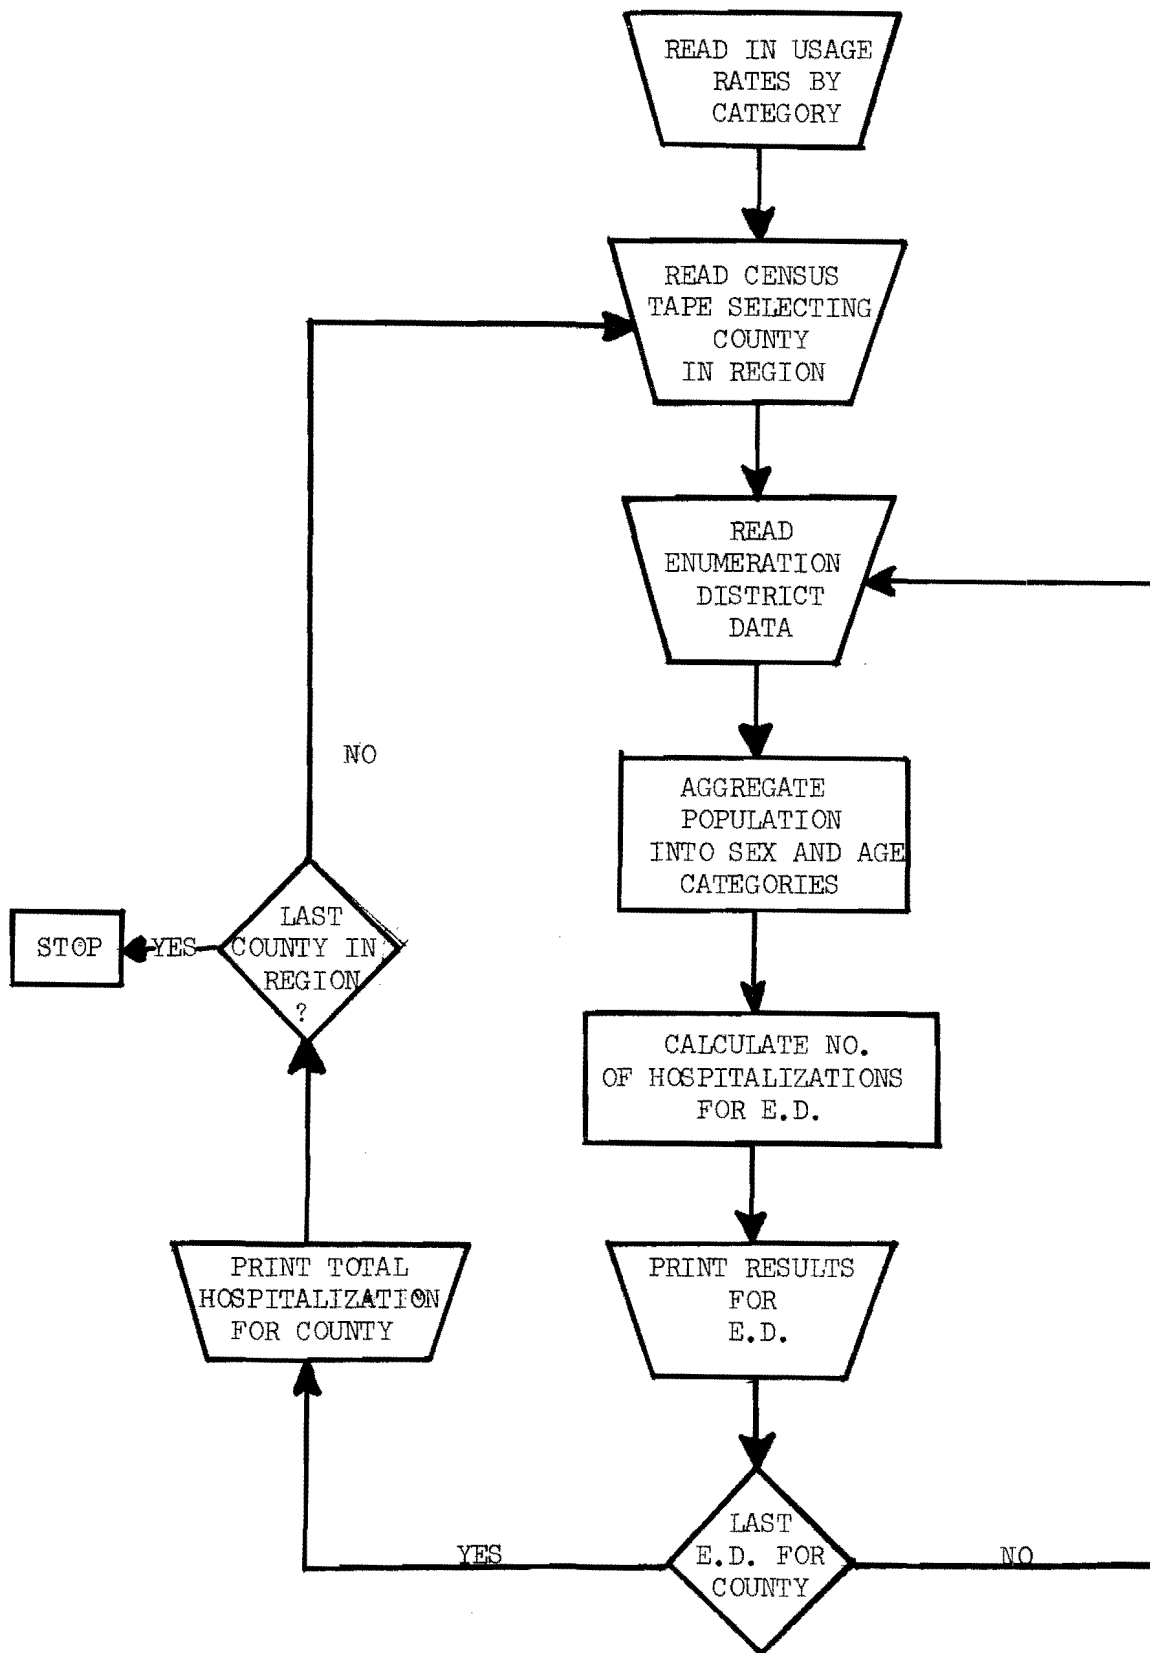 READ IN USAGE
RATES BY
CATEGORY
READ CENSUS
TAPE SELECTING
COUNTY
IN REGION
READ
ENUMERATION
DISTRICT
DATA
NO
AGGREGATE
POPULATION
INTO SEX AND AGE
CATEGORIES
STOP
YES
LAST
COUNTY IN
REGION
?
CALCULATE NO.
OF HOSPITALIZATIONS
FOR E.D.
PRINT TOTAL
HOSPITALIZATION
FOR COUNTY
PRINT RESULTS
FOR
E.D.
YES
LAST
E.D. FOR
COUNTY
NO